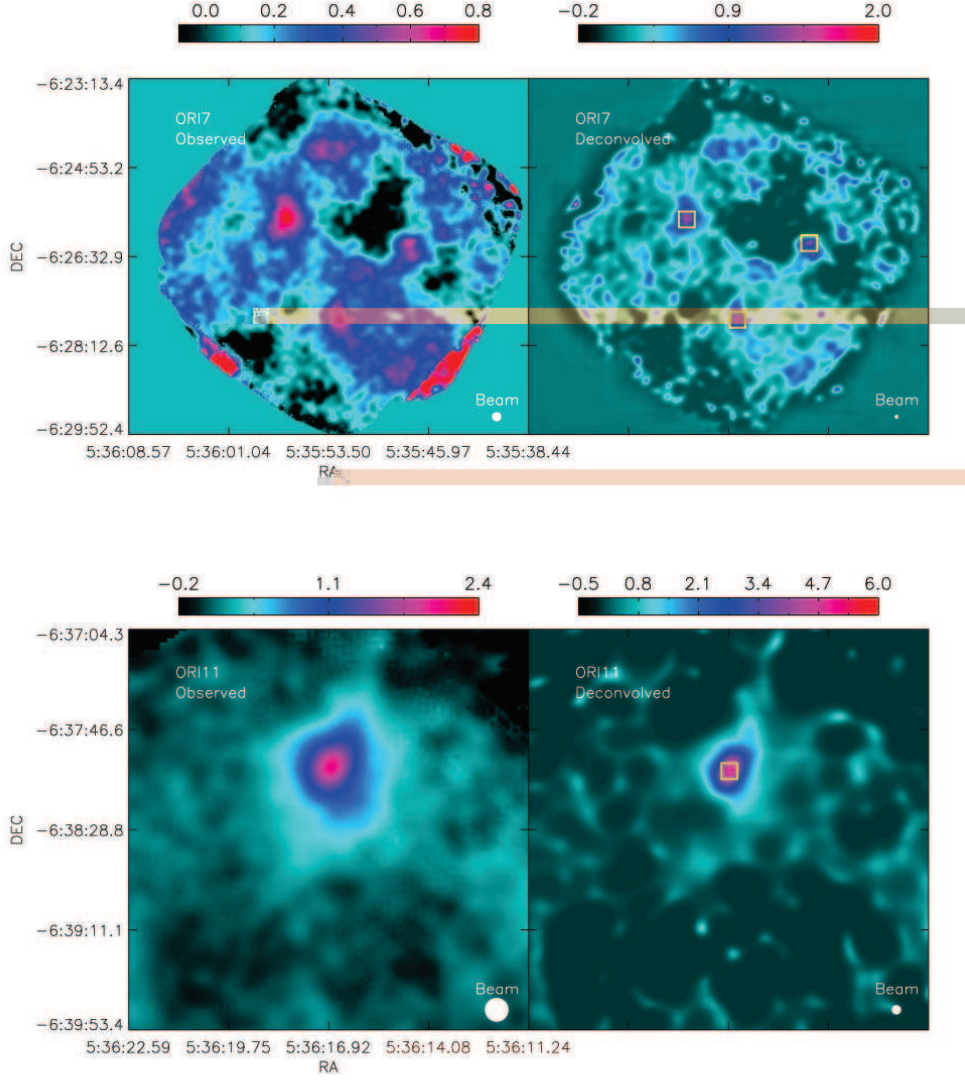 0.0 0.2 0.4 0.6 0.8
-0.2 0.9 2.0
ORI7
Observed
ORI7
Deconvolved
-6:23:13.4
-6:24:53.2
-6:26:32.9
-6:28:12.6
-6:29:52.4
DEC
Beam
Beam
5:36:08.57 5:36:01.04 5:35:53.50 5:35:45.97 5:35:38.44
RA
-0.2 1.1 2.4
-0.5 0.8 2.1 3.4 4.7 6.0
ORI11
Observed
ORI11
Deconvolved
-6:37:04.3
-6:37:46.6
-6:38:28.8
-6:39:11.1
-6:39:53.4
DEC
Beam
Beam
5:36:22.59 5:36:19.75 5:36:16.92 5:36:14.08 5:36:11.24
RA